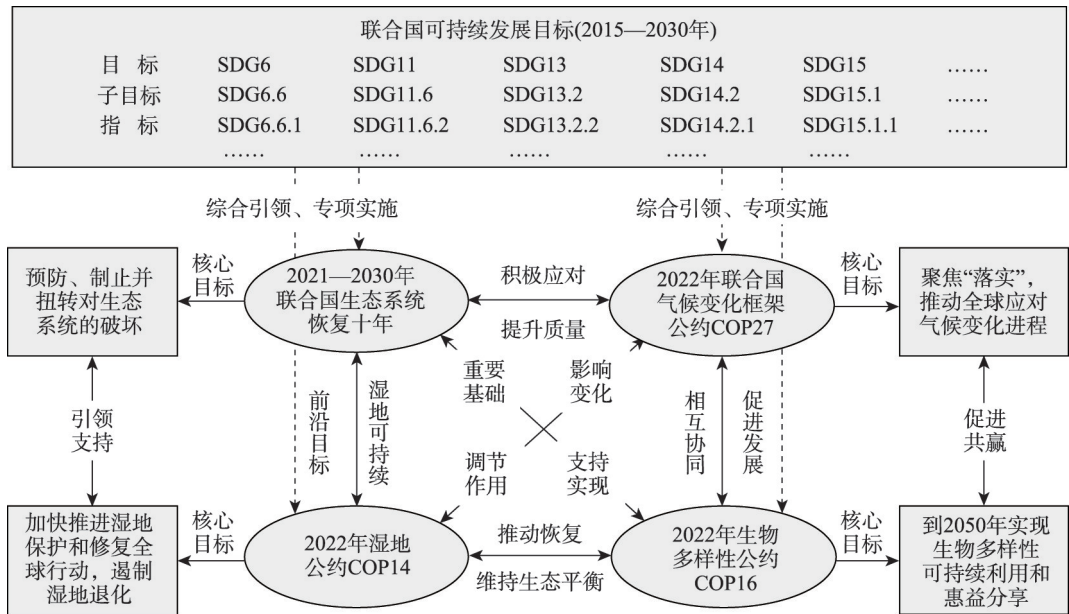 联合国可持续发展目标(2015—2030年)
目 标 SDG6 SDG11 SDG13 SDG14 SDG15 ……
子目标 SDG6.6 SDG11.6 SDG13.2 SDG14.2 SDG15.1 ……
指 标 SDG6.6.1 SDG11.6.2 SDG13.2.2 SDG14.2.1 SDG15.1.1 ……
…… …… …… …… ……
综合引领、专项实施
综合引领、专项实施
预防、制止并
扭转对生态
系统的破坏
核心
目标
2021—2030年
联合国生态系统
恢复十年
积极应对
提升质量
2022年联合国
气候变化框架
公约COP27
核心
目标
聚焦“落实”,
推动全球应对
气候变化进程
引领
支持
前沿目标
湿地可持续
重要
基础
影响
变化
调节
作用
支持
实现
相互协同
促进发展
促进
共赢
加快推进湿地
保护和修复全
球行动，遏制
湿地退化
核心
目标
2022年湿地
公约COP14
推动恢复
维持生态平衡
2022年生物
多样性公约
COP16
核心
目标
到2050年实现
生物多样性
可持续利用和
惠益分享